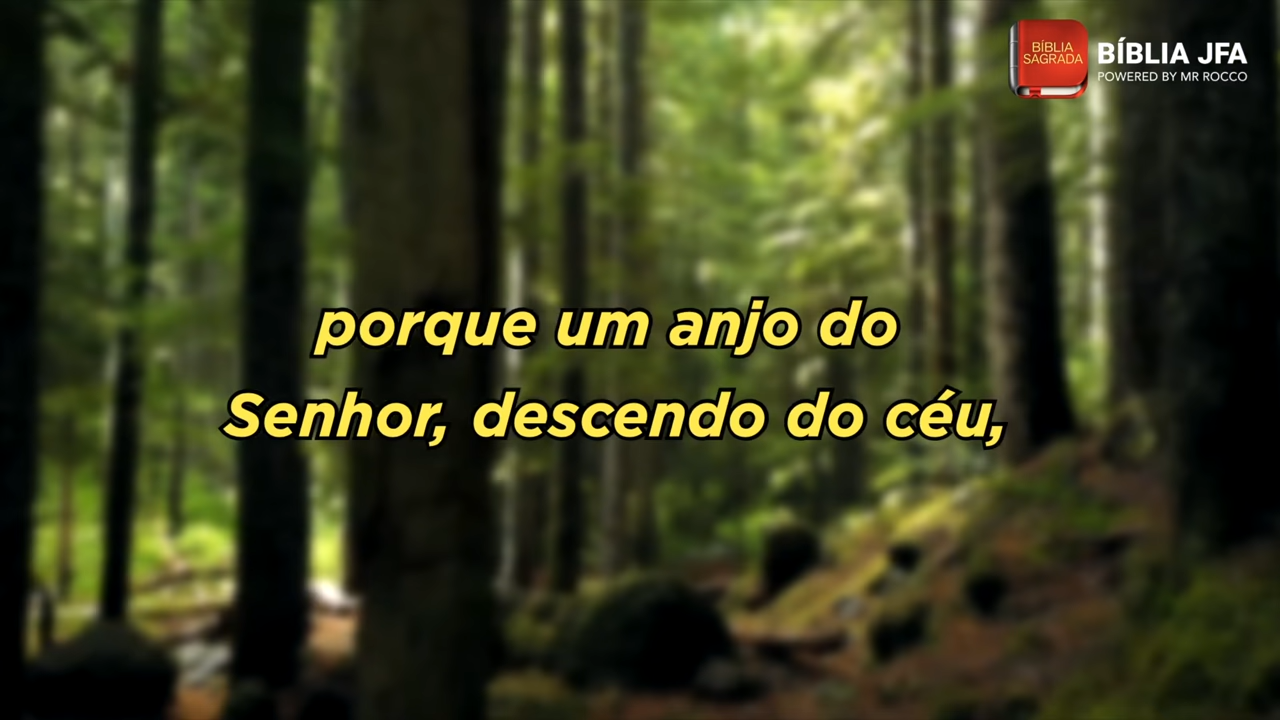 BÍBLIA
SAGRADA
BÍBLIA JFA
POWERED BY MR ROCCO
porque um anjo do
Senhor, descendo do céu,